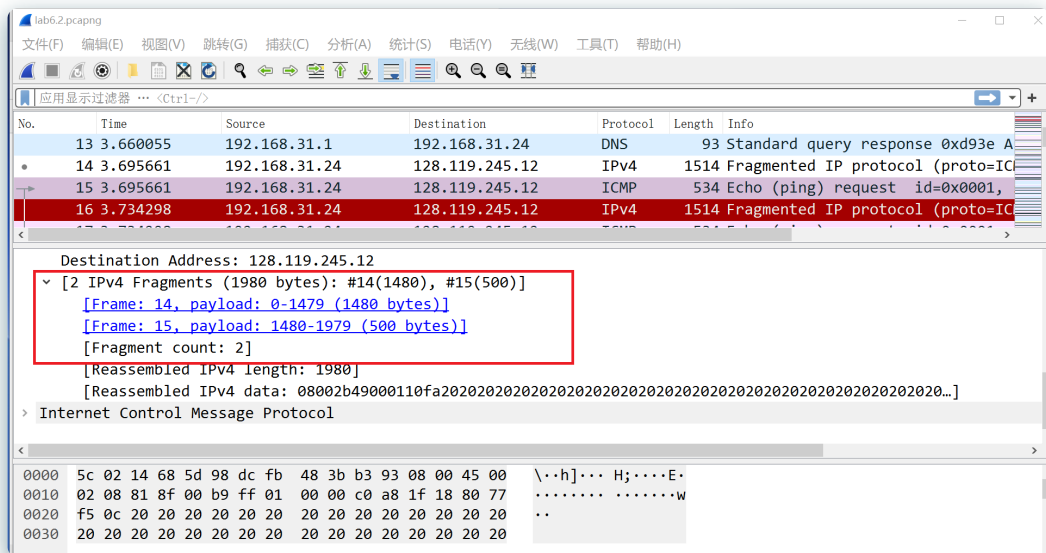 lab6.2.pcapng
文件(F) 编辑(E) 视图(V) 跳转(G) 捕获(C) 分析(A) 统计(S) 电话(Y) 无线(W) 工具(T) 帮助(H)
应用显示过滤器 … <Ctrl-/>
No. Time Source Destination Protocol Length Info
13 3.660055 192.168.31.1 192.168.31.24 DNS 93 Standard query response 0xd93e A
14 3.695661 192.168.31.24 128.119.245.12 IPv4 1514 Fragmented IP protocol (proto=IC
15 3.695661 192.168.31.24 128.119.245.12 ICMP 534 Echo (ping) request id=0x0001,
16 3.734298 192.168.31.24 128.119.245.12 IPv4 1514 Fragmented IP protocol (proto=IC
Destination Address: 128.119.245.12
[2 IPv4 Fragments (1980 bytes): #14(1480), #15(500)]
[Frame: 14, payload: 0-1479 (1480 bytes)]
[Frame: 15, payload: 1480-1979 (500 bytes)]
[Fragment count: 2]
[Reassembled IPv4 length: 1980]
[Reassembled IPv4 data: 08002b49000110fa2020202020202020202020202020202020202020202020202020…]
Internet Control Message Protocol
0000 5c 02 14 68 5d 98 dc fb 48 3b b3 93 08 00 45 00 \··h]··· H;····E·
0010 02 08 81 8f 00 b9 ff 01 00 00 c0 a8 1f 18 80 77 ········ ·······w
0020 f5 0c 20 20 20 20 20 20 20 20 20 20 20 20 20 20 ··
0030 20 20 20 20 20 20 20 20 20 20 20 20 20 20 20 20